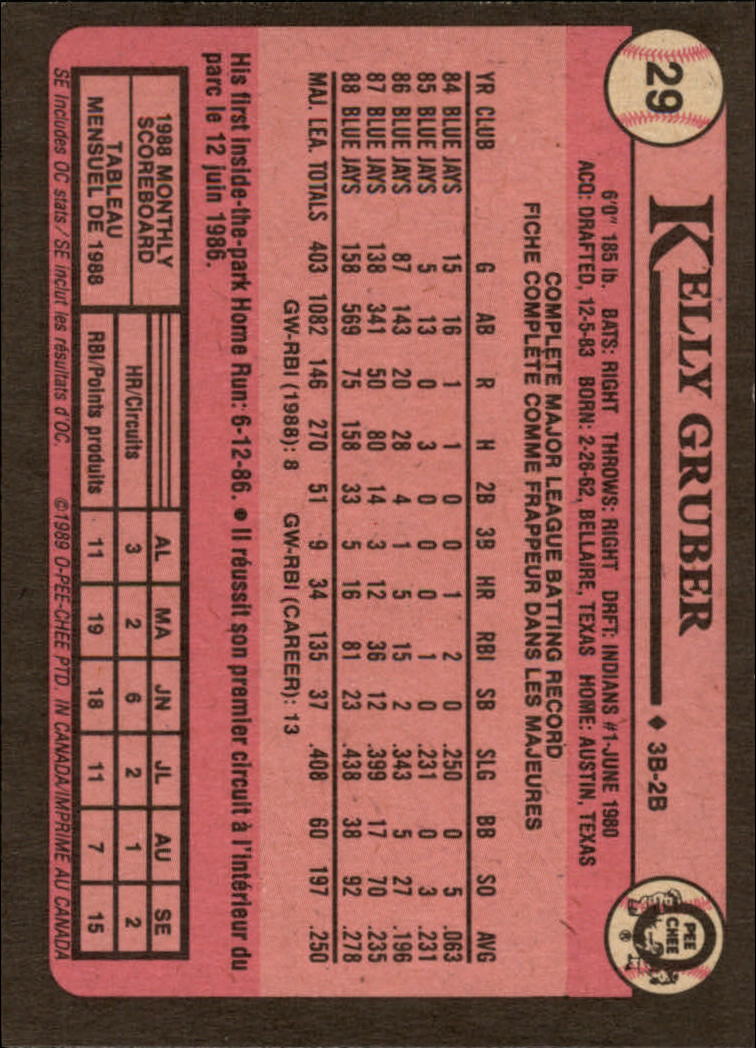 29
KELLY GRUBER ♦ 3B-2B
O
PEE
CHEE
®
6'0" 185 lb. BATS: RIGHT THROWS: RIGHT DRFT: INDIANS #1-JUNE 1980
ACQ: DRAFTED, 12-5-83 BORN: 2-26-62, BELLAIRE, TEXAS HOME: AUSTIN, TEXAS
COMPLETE MAJOR LEAGUE BATTING RECORD
FICHE COMPLÈTE COMME FRAPPEUR DANS LES MAJEURES
YR CLUB G AB R H 2B 3B HR RBI SB SLG BB SO AVG
84 BLUE JAYS 15 16 1 1 0 0 1 2 0 .250 0 5 .063
85 BLUE JAYS 5 13 0 3 0 0 0 1 0 .231 0 3 .231
86 BLUE JAYS 87 143 20 28 4 1 5 15 2 .343 5 27 .196
87 BLUE JAYS 138 341 50 80 14 3 12 36 12 .399 17 70 .235
88 BLUE JAYS 158 569 75 158 33 5 16 81 23 .438 38 92 .278
MAJ. LEA. TOTALS 403 1082 146 270 51 9 34 135 37 .408 60 197 .250
GW-RBI (1988): 8 GW-RBI (CAREER): 13
His first inside-the-park Home Run: 6-12-86. • Il réussit son premier circuit à l'intérieur du
parc le 12 juin 1986.
1988 MONTHLY
SCOREBOARD
TABLEAU
MENSUEL DE 1988
AL MA JN JL AU SE
HR/Circuits 3 2 6 2 1 2
RBI/Points produits 11 19 18 11 7 15
SE includes OC stats / SE inclut les résultats d'OC. ©1989 O-PEE-CHEE PTD. IN CANADA/IMPRIMÉ AU CANADA